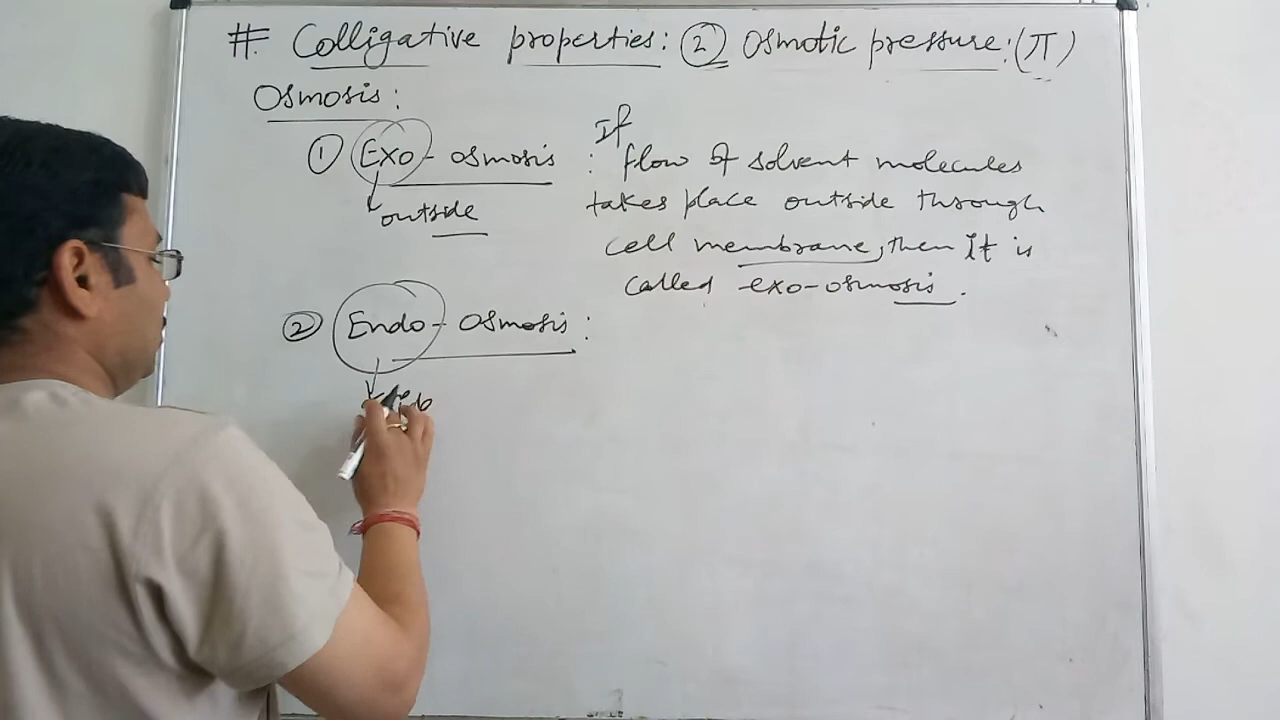 # Colligative properties: ② Osmotic pressure: (π)
Osmosis:
① Exo-osmosis : If flow of solvent molecules
outside
takes place outside through
cell membrane, then It is
called exo-osmosis.
② Endo-osmosis: